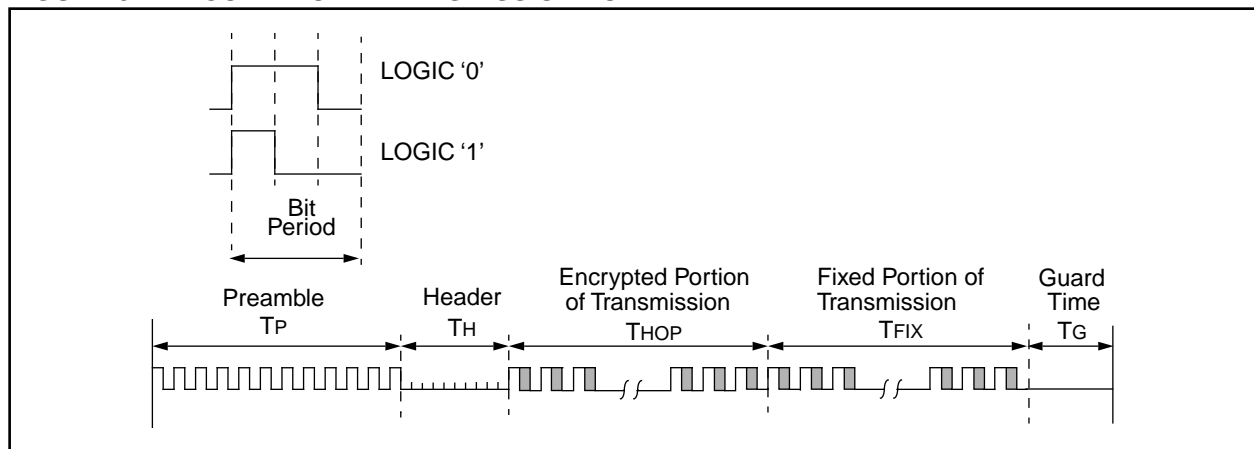 LOGIC ‘0’
LOGIC ‘1’
Bit
Period
Preamble
TP
Header
TH
Encrypted Portion
of Transmission
THOP
Fixed Portion of
Transmission
TFIX
Guard
Time
TG